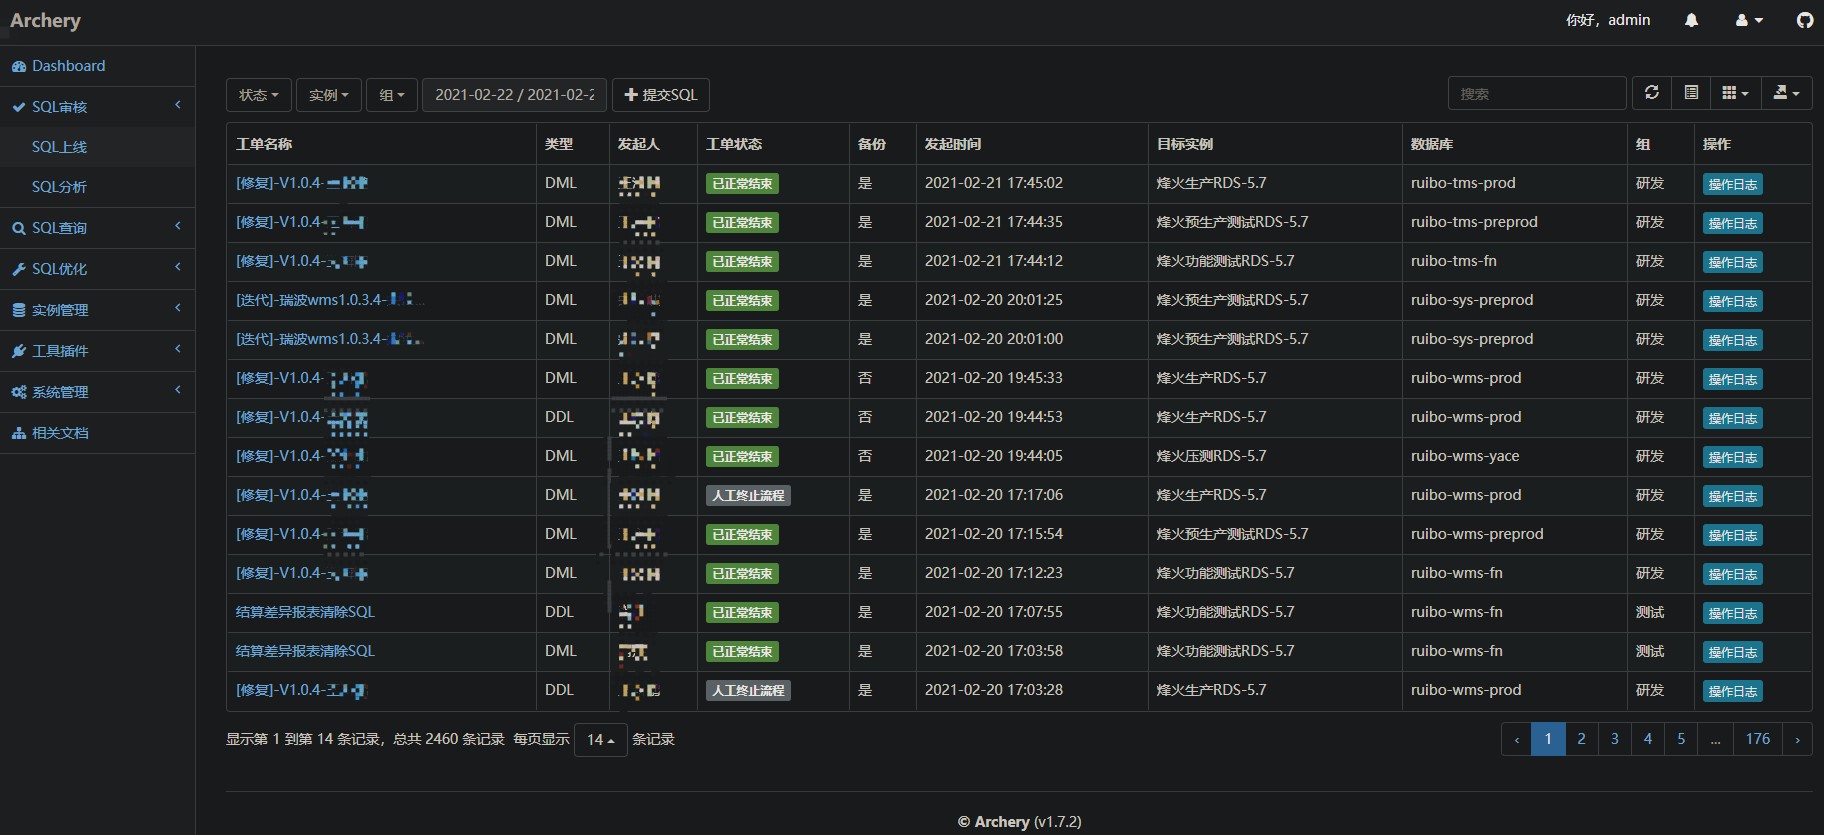 Archery
你好，admin
Dashboard
SQL审核
SQL上线
SQL分析
SQL查询
SQL优化
实例管理
工具插件
系统管理
相关文档
状态 实例 组 2021-02-22 / 2021-02-2 提交SQL 搜索
工单名称 类型 发起人 工单状态 备份 发起时间 目标实例 数据库 组 操作
[修复]-V1.0.4- DML 已正常结束 是 2021-02-21 17:45:02 烽火生产RDS-5.7 ruibo-tms-prod 研发 操作日志
[修复]-V1.0.4- DML 已正常结束 是 2021-02-21 17:44:35 烽火预生产测试RDS-5.7 ruibo-tms-preprod 研发 操作日志
[修复]-V1.0.4- DML 已正常结束 是 2021-02-21 17:44:12 烽火功能测试RDS-5.7 ruibo-tms-fn 研发 操作日志
[迭代]-瑞波wms1.0.3.4- DML 已正常结束 是 2021-02-20 20:01:25 烽火预生产测试RDS-5.7 ruibo-sys-preprod 研发 操作日志
[迭代]-瑞波wms1.0.3.4- DML 已正常结束 是 2021-02-20 20:01:00 烽火预生产测试RDS-5.7 ruibo-sys-preprod 研发 操作日志
[修复]-V1.0.4- DML 已正常结束 否 2021-02-20 19:45:33 烽火生产RDS-5.7 ruibo-wms-prod 研发 操作日志
[修复]-V1.0.4- DDL 已正常结束 否 2021-02-20 19:44:53 烽火生产RDS-5.7 ruibo-wms-prod 研发 操作日志
[修复]-V1.0.4- DML 已正常结束 否 2021-02-20 19:44:05 烽火压测RDS-5.7 ruibo-wms-yace 研发 操作日志
[修复]-V1.0.4- DML 人工终止流程 是 2021-02-20 17:17:06 烽火生产RDS-5.7 ruibo-wms-prod 研发 操作日志
[修复]-V1.0.4- DML 已正常结束 是 2021-02-20 17:15:54 烽火预生产测试RDS-5.7 ruibo-wms-preprod 研发 操作日志
[修复]-V1.0.4- DML 已正常结束 是 2021-02-20 17:12:23 烽火功能测试RDS-5.7 ruibo-wms-fn 研发 操作日志
结算差异报表清除SQL DDL 已正常结束 是 2021-02-20 17:07:55 烽火功能测试RDS-5.7 ruibo-wms-fn 测试 操作日志
结算差异报表清除SQL DML 已正常结束 是 2021-02-20 17:03:58 烽火功能测试RDS-5.7 ruibo-wms-fn 测试 操作日志
[修复]-V1.0.4- DDL 人工终止流程 是 2021-02-20 17:03:28 烽火生产RDS-5.7 ruibo-wms-prod 研发 操作日志
显示第 1 到第 14 条记录，总共 2460 条记录 每页显示 14 条记录 ‹ 1 2 3 4 5 ... 176 ›
© Archery (v1.7.2)